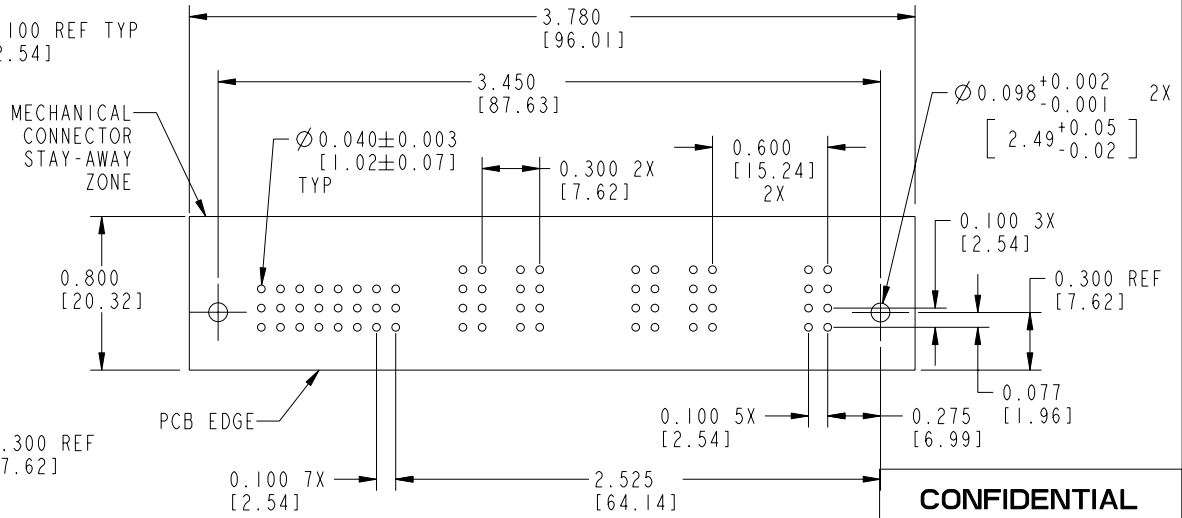 .100 REF TYP
2.54]
3.780
[96.01]
3.450
[87.63]
MECHANICAL
CONNECTOR
STAY-AWAY
ZONE
Ø0.040±0.003
[1.02±0.07]
TYP
0.300 2X
[7.62]
0.600
[15.24]
2X
Ø0.098 +0.002 -0.001 2X
[2.49 +0.05 -0.02]
0.100 3X
[2.54]
0.800
[20.32]
0.300 REF
[7.62]
PCB EDGE
0.100 5X
[2.54]
0.275
[6.99]
0.077
[1.96]
.300 REF
7.62]
0.100 7X
[2.54]
2.525
[64.14]
CONFIDENTIAL